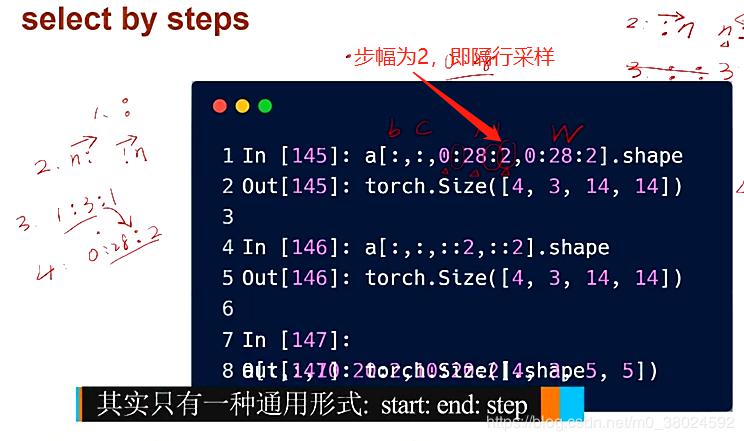 select by steps
步幅为2，即隔行采样
b c W
1. :
2. n: :n
3. 1:3:1
4. 0:28:2
2. :n n
3.
1 In [145]: a[:,:,0:28:2,0:28:2].shape
2 Out[145]: torch.Size([4, 3, 14, 14])
3
4 In [146]: a[:,:,::2,::2].shape
5 Out[146]: torch.Size([4, 3, 14, 14])
6
7 In [147]:
8 5, 5])
其实只有一种通用形式: start: end: step
https://blog.csdn.net/m0_38024592